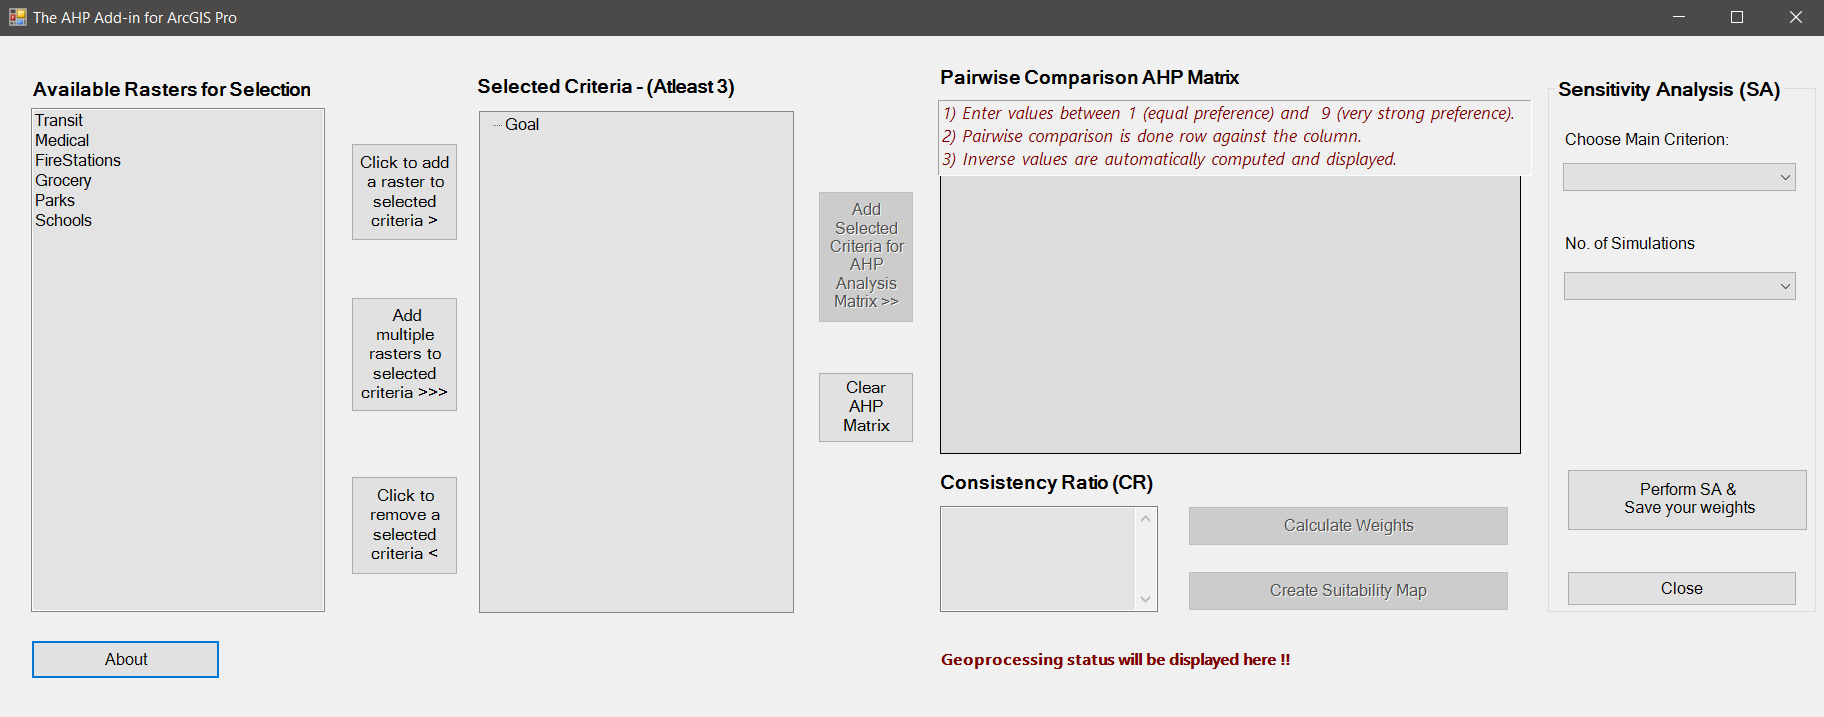 The AHP Add-in for ArcGIS Pro
Available Rasters for Selection
Transit
Medical
FireStations
Grocery
Parks
Schools
Click to add
a raster to
selected
criteria >
Add
multiple
rasters to
selected
criteria >>>
Click to
remove a
selected
criteria <
About
Selected Criteria - (Atleast 3)
Goal
Add
Selected
Criteria for
AHP
Analysis
Matrix >>
Clear
AHP
Matrix
Pairwise Comparison AHP Matrix
1) Enter values between 1 (equal preference) and 9 (very strong preference).
2) Pairwise comparison is done row against the column.
3) Inverse values are automatically computed and displayed.
Consistency Ratio (CR)
Calculate Weights
Create Suitability Map
Geoprocessing status will be displayed here !!
Sensitivity Analysis (SA)
Choose Main Criterion:
No. of Simulations
Perform SA &
Save your weights
Close